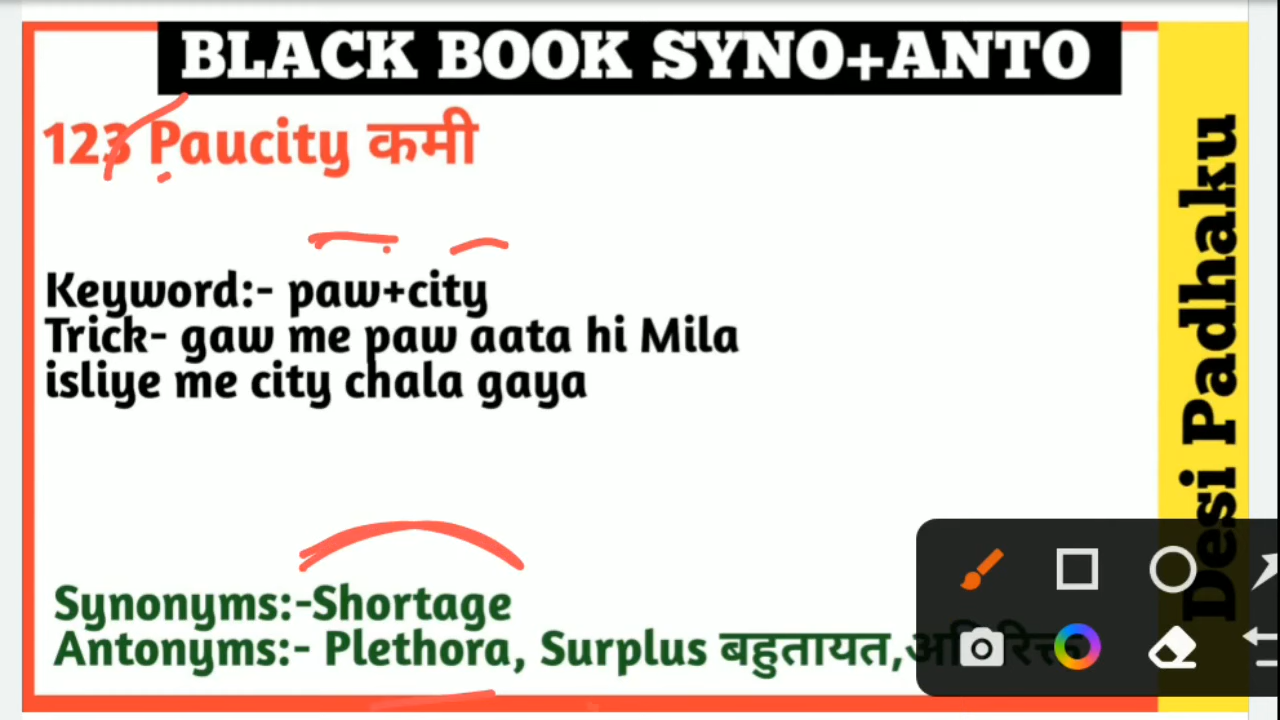 BLACK BOOK SYNO+ANTO
123 Paucity कमी
Keyword:- paw+city
Trick- gaw me paw aata hi Mila
isliye me city chala gaya
Synonyms:-Shortage
Antonyms:- Plethora, Surplus बहुतायत,
Desi Padhaku